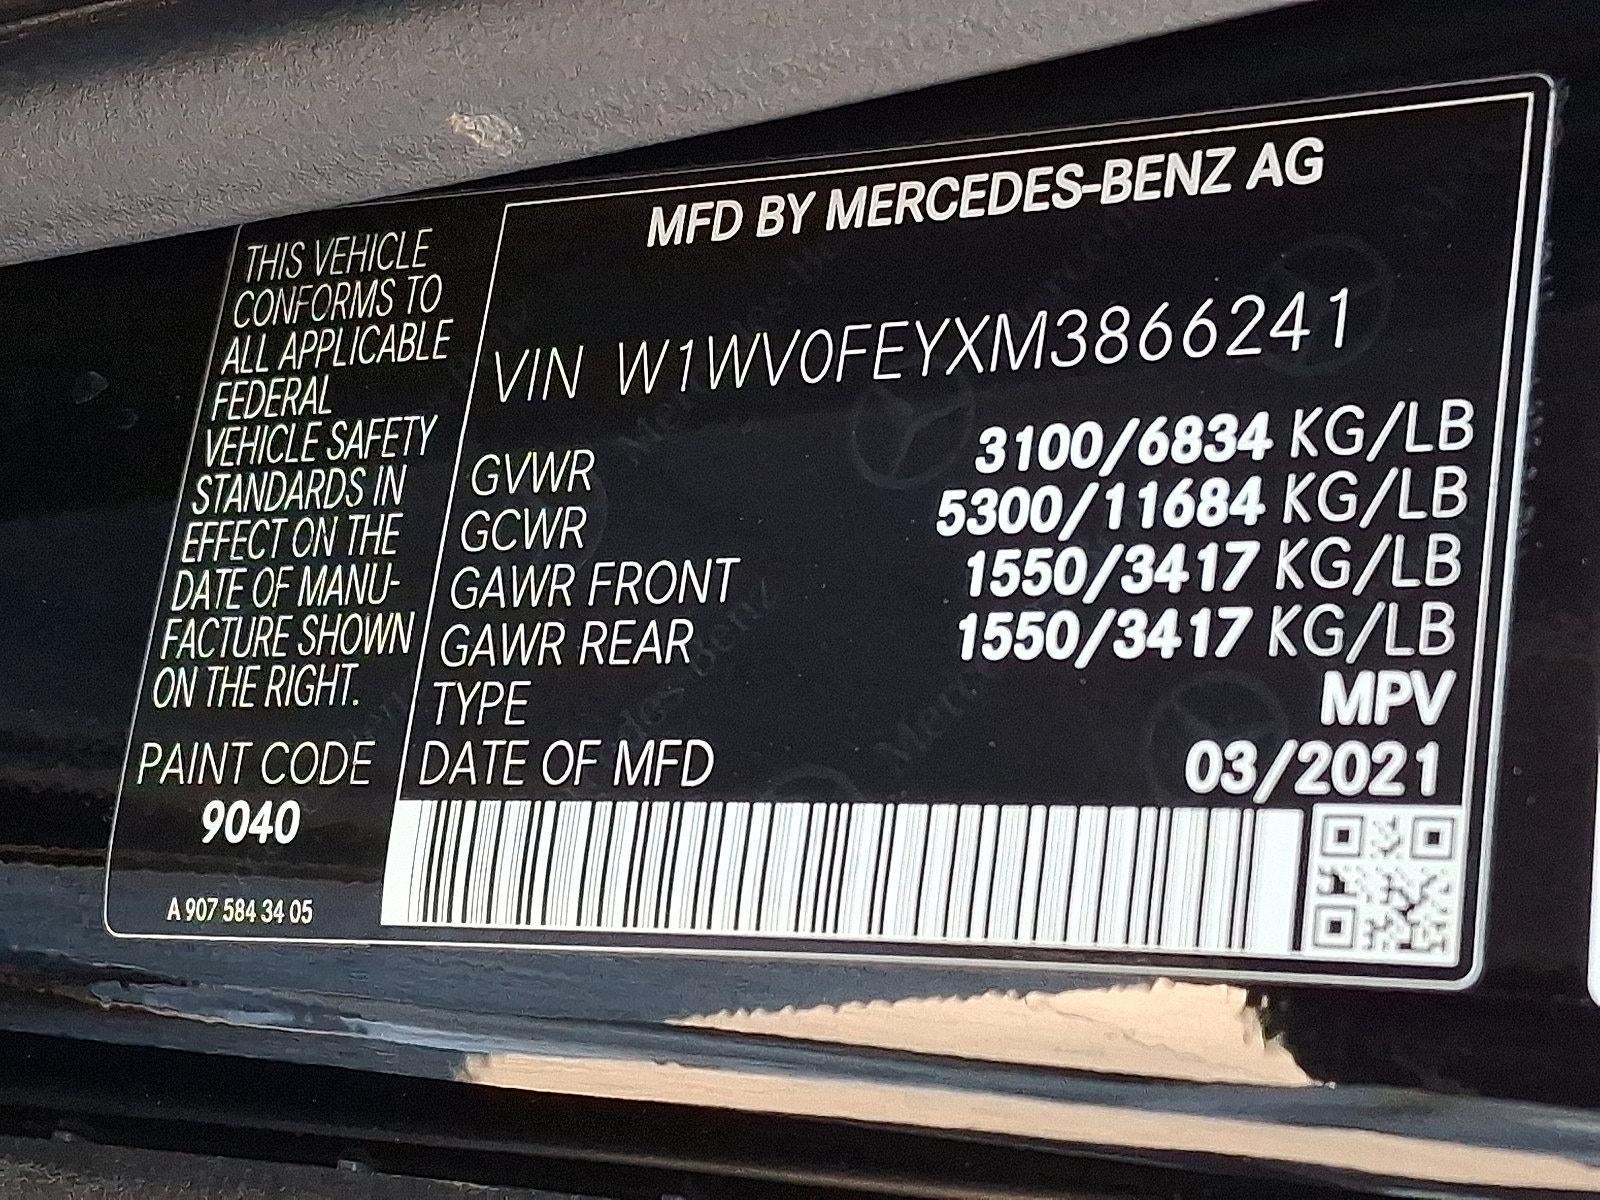 THIS VEHICLE
CONFORMS TO
ALL APPLICABLE
FEDERAL
VEHICLE SAFETY
STANDARDS IN
EFFECT ON THE
DATE OF MANU-
FACTURE SHOWN
ON THE RIGHT.
PAINT CODE
9040
A 907 584 34 05
MFD BY MERCEDES-BENZ AG
VIN W1WV0FEYXM3866241
GVWR 3100/6834 KG/LB
GCWR 5300/11684 KG/LB
GAWR FRONT 1550/3417 KG/LB
GAWR REAR 1550/3417 KG/LB
TYPE MPV
DATE OF MFD 03/2021